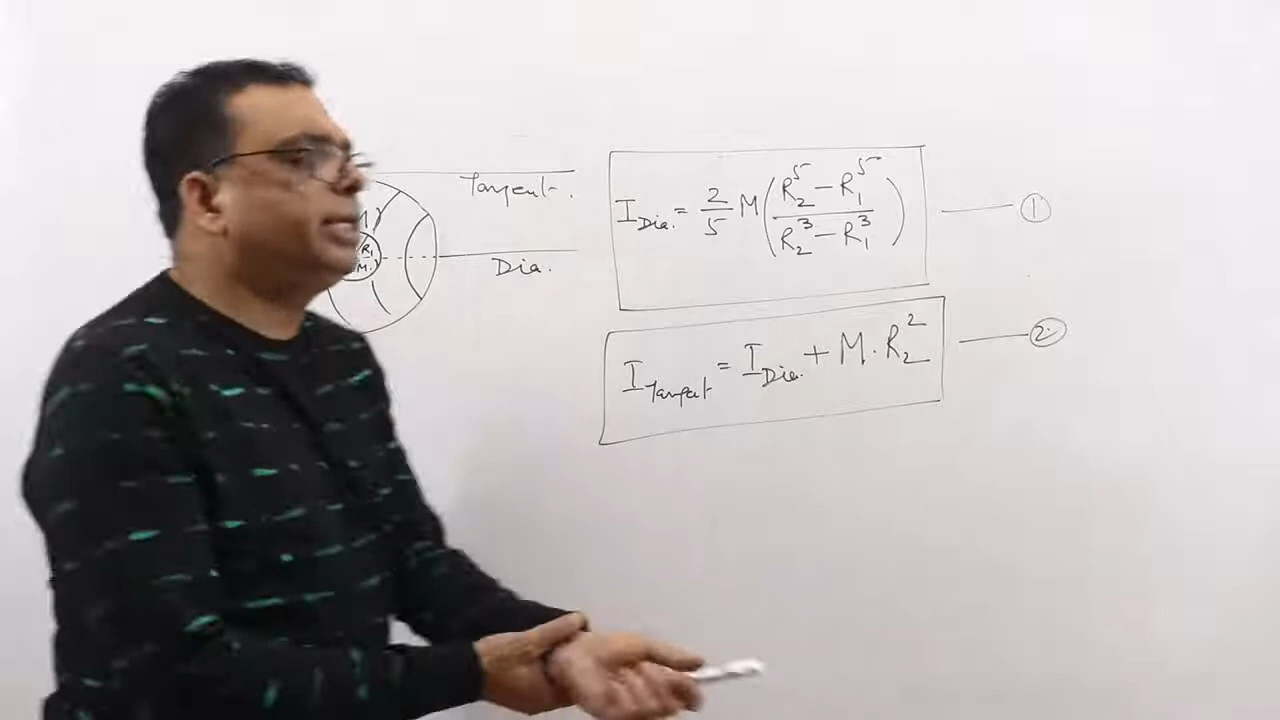 Tangent.
R₁
M.
Dia.
I_Dia. = 2/5 M (R₂⁵ − R₁⁵ / R₂³ − R₁³) —— ①
I_Tangent = I_Dia. + M . R₂² —— ②.